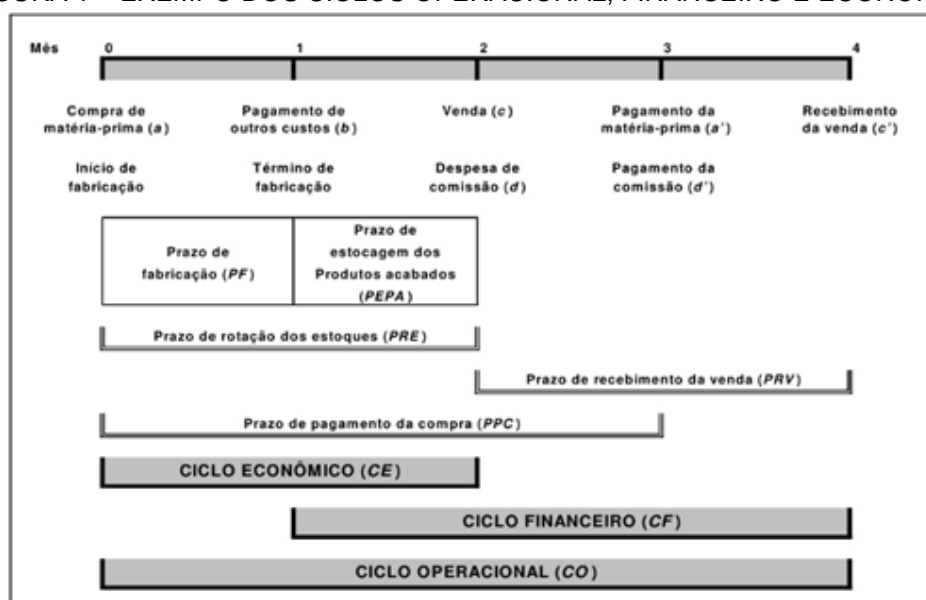 Mês 0 1 2 3 4
Compra de matéria-prima (a)
Pagamento de outros custos (b)
Venda (c)
Pagamento da matéria-prima (a')
Recebimento da venda (c')
Início de fabricação
Término de fabricação
Despesa de comissão (d)
Pagamento da comissão (d')
Prazo de
fabricação (PF)
Prazo de
estocagem dos
Produtos acabados
(PEPA)
Prazo de rotação dos estoques (PRE)
Prazo de recebimento da venda (PRV)
Prazo de pagamento da compra (PPC)
CICLO ECONÔMICO (CE)
CICLO FINANCEIRO (CF)
CICLO OPERACIONAL (CO)